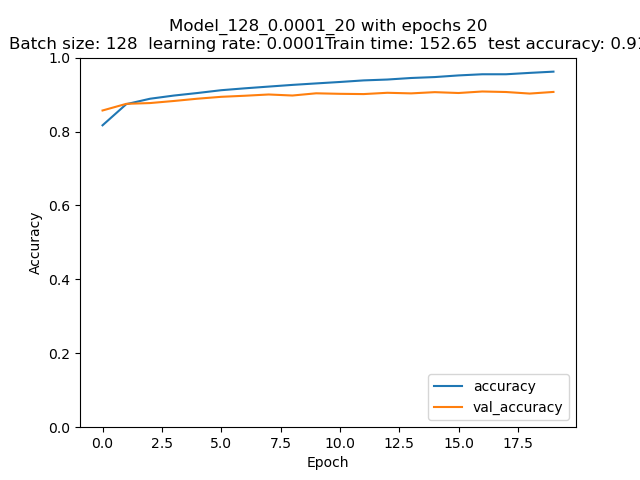 Model_128_0.0001_20 with epochs 20
Batch size: 128  learning rate: 0.0001Train time: 152.65  test accuracy: 0.91
1.0
0.8
0.6
0.4
0.2
0.0
Accuracy
accuracy
val_accuracy
0.0 2.5 5.0 7.5 10.0 12.5 15.0 17.5
Epoch